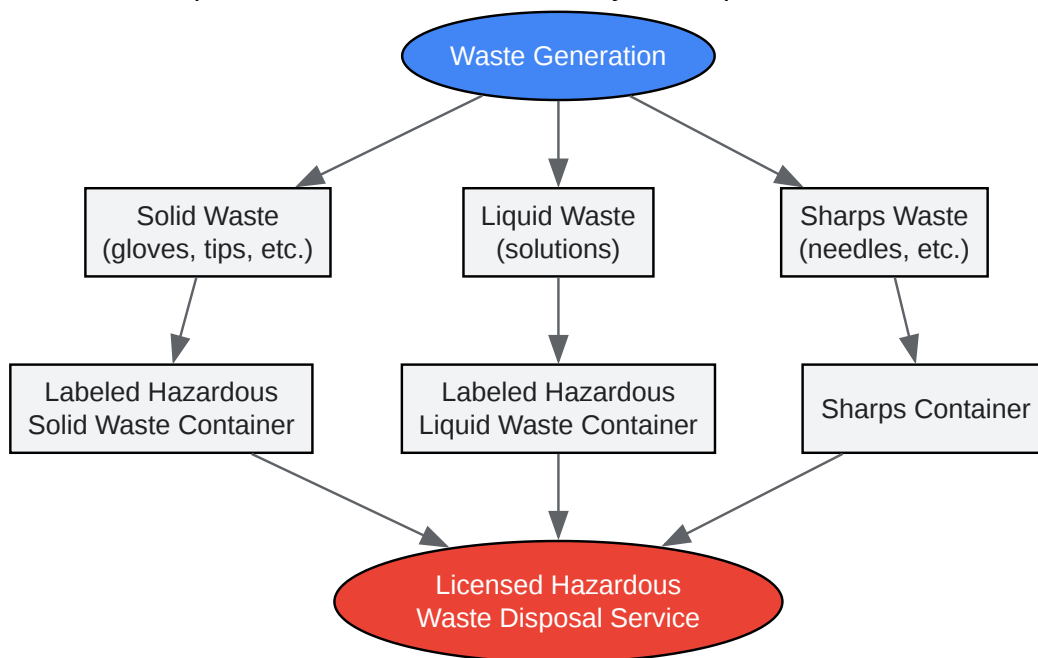 Waste Generation
Solid Waste
(gloves, tips, etc.)
Liquid Waste
(solutions)
Sharps Waste
(needles, etc.)
Labeled Hazardous
Solid Waste Container
Labeled Hazardous
Liquid Waste Container
Sharps Container
Licensed Hazardous
Waste Disposal Service